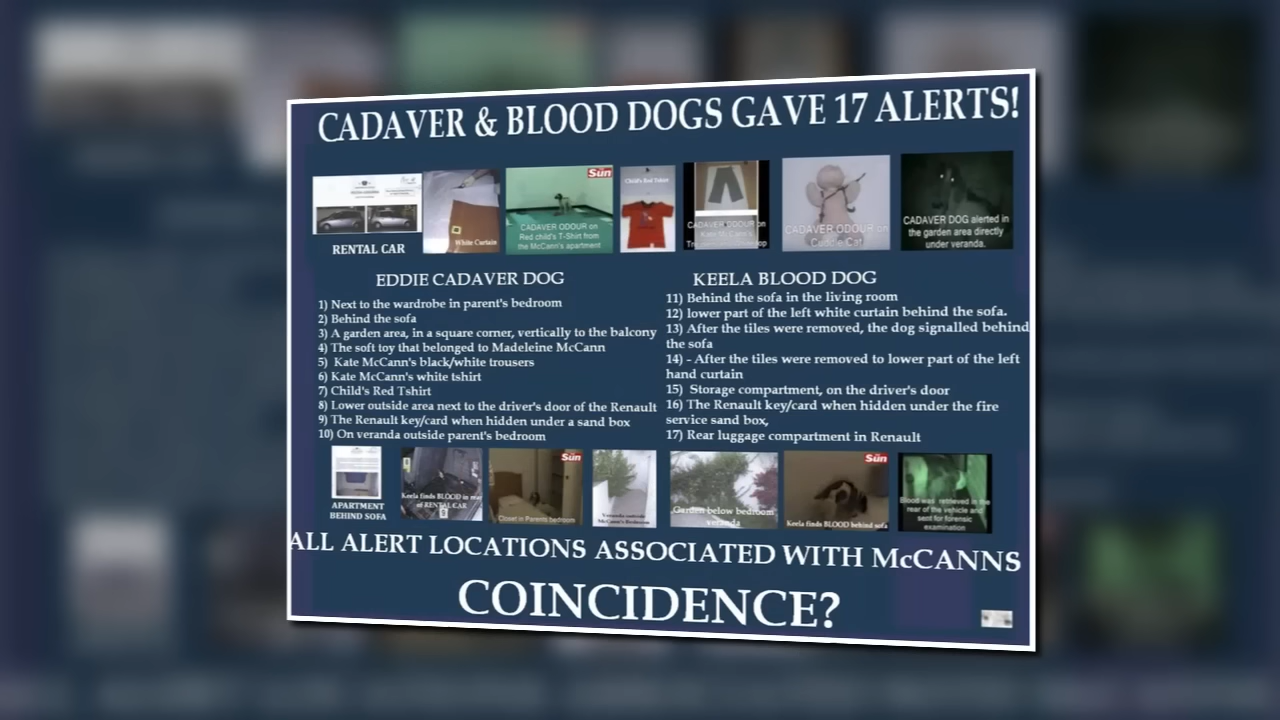 CADAVER & BLOOD DOGS GAVE 17 ALERTS!
RENTAL CAR
White Curtain
Sun
CADAVER ODOUR on
Red child's T-Shirt from
the McCann's apartment
Child's Red Tshirt
CADAVER ODOUR on
Kate McCann's
CADAVER ODOUR on
Cuddle Cat
CADAVER DOG alerted in
the garden area directly
under veranda.
EDDIE CADAVER DOG
1) Next to the wardrobe in parent's bedroom
2) Behind the sofa
3) A garden area, in a square corner, vertically to the balcony
4) The soft toy that belonged to Madeleine McCann
5) Kate McCann's black/white trousers
6) Kate McCann's white tshirt
7) Child's Red Tshirt
8) Lower outside area next to the driver's door of the Renault
9) The Renault key/card when hidden under a sand box
10) On veranda outside parent's bedroom
KEELA BLOOD DOG
11) Behind the sofa in the living room
12) lower part of the left white curtain behind the sofa.
13) After the tiles were removed, the dog signalled behind
the sofa
14) - After the tiles were removed to lower part of the left
hand curtain
15) Storage compartment, on the driver's door
16) The Renault key/card when hidden under the fire
service sand box,
17) Rear luggage compartment in Renault
APARTMENT
BEHIND SOFA
Keela finds BLOOD in rear
of RENTAL CAR
Sun
Closet in Parents bedroom
Veranda outside
McCann's Bedroom
Garden below bedroom
veranda
Sun
Keela finds BLOOD behind sofa
Blood was retrieved in the
rear of the vehicle and
sent for forensic
examination
ALL ALERT LOCATIONS ASSOCIATED WITH McCANNS
COINCIDENCE?